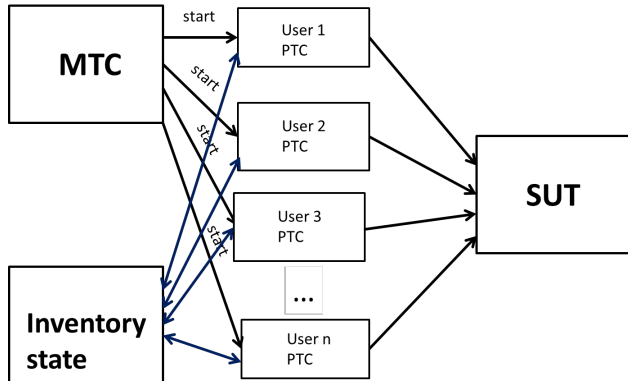 start
User 1
PTC
MTC
start
User 2
PTC
start
SUT
User 3
PTC
start
...
Inventory
state
User n
PTC